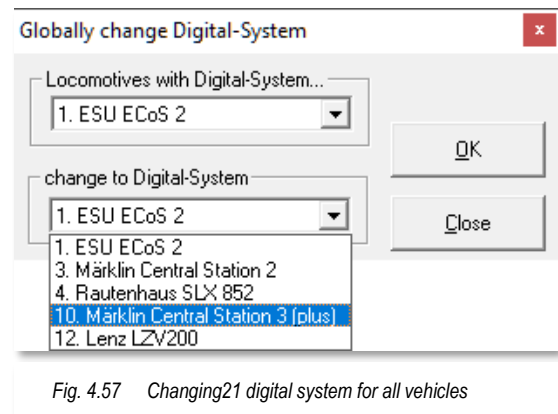 Globally change Digital-System
x
Locomotives with Digital-System...
1. ESU ECoS 2
OK
change to Digital-System
1. ESU ECoS 2
Close
1. ESU ECoS 2
3. Märklin Central Station 2
4. Rautenhaus SLX 852
10. Märklin Central Station 3 (plus)
12. Lenz LZV200
Fig. 4.57 Changing21 digital system for all vehicles